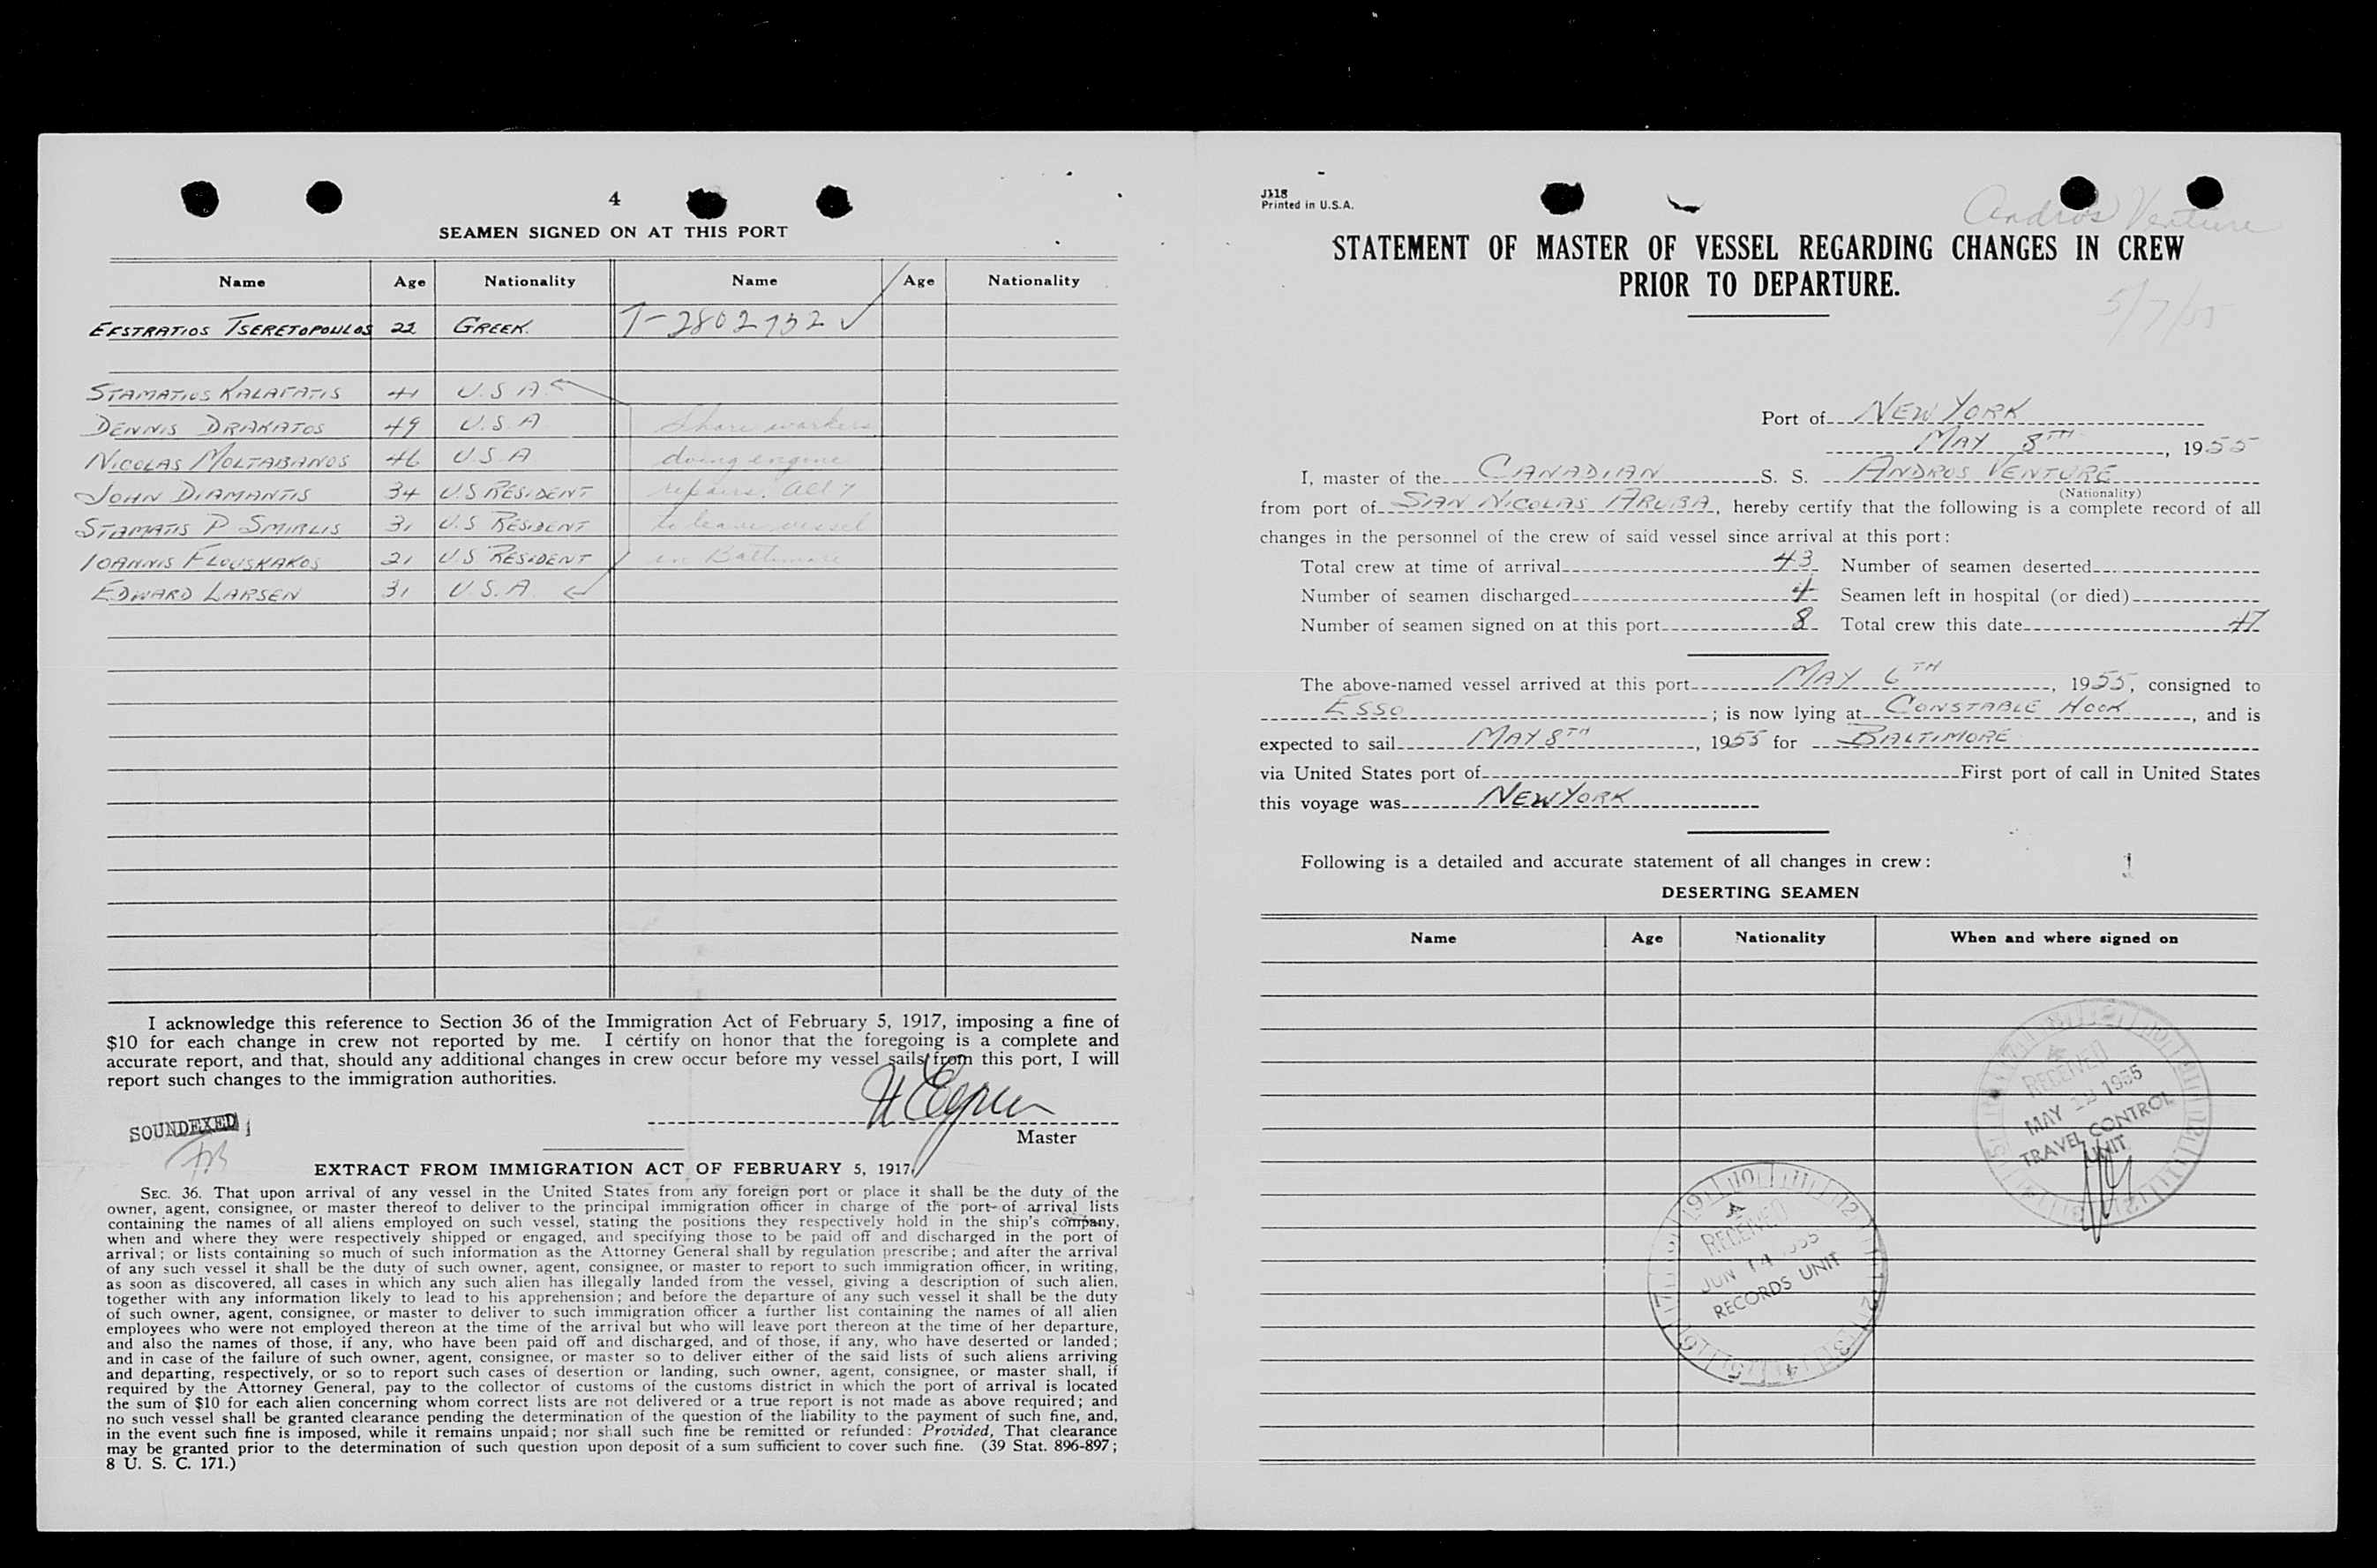 4
SEAMEN SIGNED ON AT THIS PORT
Name Age Nationality Name Age Nationality
EFSTRATIOS TSERETOPOULOS 22 GREEK. T-2802732 ✓
STAMATIOS KALAFATIS 41 U.S.A.
DENNIS DRAKATOS 49 U.S.A Shore workers
NICOLAS MOLTABANOS 46 U.S.A doing engine
JOHN DIAMANTIS 34 U.S RESIDENT repairs. All 7
STAMATIS P SMIRLIS 31 U.S RESIDENT to leave vessel
IOANNIS FLOUSKAKOS 21 U.S RESIDENT in Baltimore
EDWARD LARSEN 31 U.S.A.
I acknowledge this reference to Section 36 of the Immigration Act of February 5, 1917, imposing a fine of
$10 for each change in crew not reported by me. I certify on honor that the foregoing is a complete and
accurate report, and that, should any additional changes in crew occur before my vessel sails from this port, I will
report such changes to the immigration authorities.
SOUNDEXED
Master
EXTRACT FROM IMMIGRATION ACT OF FEBRUARY 5, 1917.
SEC. 36. That upon arrival of any vessel in the United States from any foreign port or place it shall be the duty of the
owner, agent, consignee, or master thereof to deliver to the principal immigration officer in charge of the port of arrival lists
containing the names of all aliens employed on such vessel, stating the positions they respectively hold in the ship's company,
when and where they were respectively shipped or engaged, and specifying those to be paid off and discharged in the port of
arrival; or lists containing so much of such information as the Attorney General shall by regulation prescribe; and after the arrival
of any such vessel it shall be the duty of such owner, agent, consignee, or master to report to such immigration officer, in writing,
as soon as discovered, all cases in which any such alien has illegally landed from the vessel, giving a description of such alien,
together with any information likely to lead to his apprehension; and before the departure of any such vessel it shall be the duty
of such owner, agent, consignee, or master to deliver to such immigration officer a further list containing the names of all alien
employees who were not employed thereon at the time of the arrival but who will leave port thereon at the time of her departure,
and also the names of those, if any, who have been paid off and discharged, and of those, if any, who have deserted or landed;
and in case of the failure of such owner, agent, consignee, or master so to deliver either of the said lists of such aliens arriving
and departing, respectively, or so to report such cases of desertion or landing, such owner, agent, consignee, or master shall, if
required by the Attorney General, pay to the collector of customs of the customs district in which the port of arrival is located
the sum of $10 for each alien concerning whom correct lists are not delivered or a true report is not made as above required; and
no such vessel shall be granted clearance pending the determination of the question of the liability to the payment of such fine, and,
in the event such fine is imposed, while it remains unpaid; nor shall such fine be remitted or refunded: Provided, That clearance
may be granted prior to the determination of such question upon deposit of a sum sufficient to cover such fine. (39 Stat. 896-897;
8 U. S. C. 171.)
J118
Printed in U.S.A.
Andros Venture
STATEMENT OF MASTER OF VESSEL REGARDING CHANGES IN CREW
PRIOR TO DEPARTURE.
5/7/55
Port of NEW YORK
MAY 8TH, 1955
I, master of the CANADIAN S. S. ANDROS VENTURE
(Nationality)
from port of SAN NICOLAS ARUBA, hereby certify that the following is a complete record of all
changes in the personnel of the crew of said vessel since arrival at this port:
Total crew at time of arrival 43 Number of seamen deserted
Number of seamen discharged 4 Seamen left in hospital (or died)
Number of seamen signed on at this port 8 Total crew this date 47
The above-named vessel arrived at this port MAY 6TH, 1955, consigned to
ESSO; is now lying at CONSTABLE HOOK, and is
expected to sail MAY 8TH, 1955 for BALTIMORE
via United States port of First port of call in United States
this voyage was NEW YORK
Following is a detailed and accurate statement of all changes in crew:
DESERTING SEAMEN
Name Age Nationality When and where signed on
RECEIVED
MAY 1955
TRAVEL CONTROL
UNIT
RECEIVED
JUN 14 1955
RECORDS UNIT